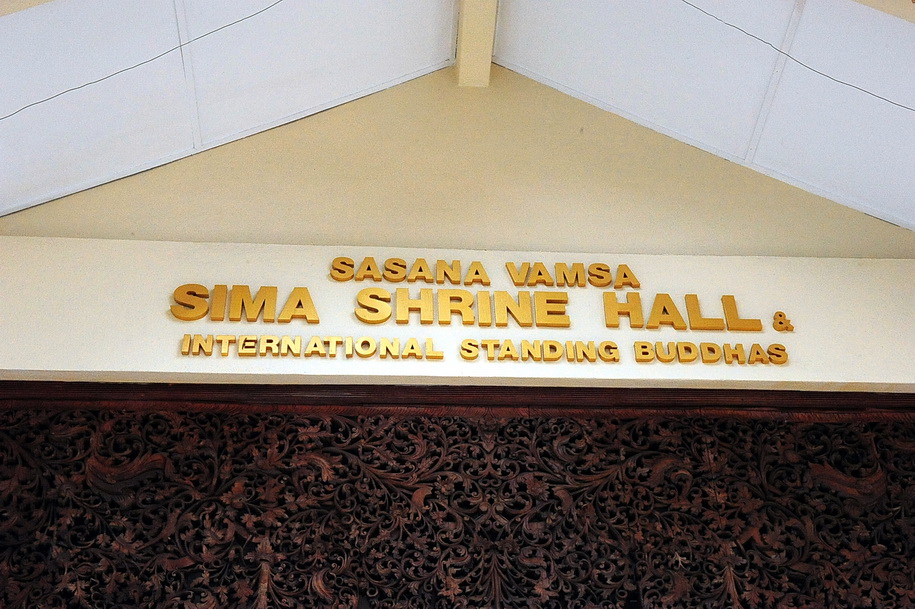 SASANA VAMSA
SIMA SHRINE HALL &
INTERNATIONAL STANDING BUDDHAS